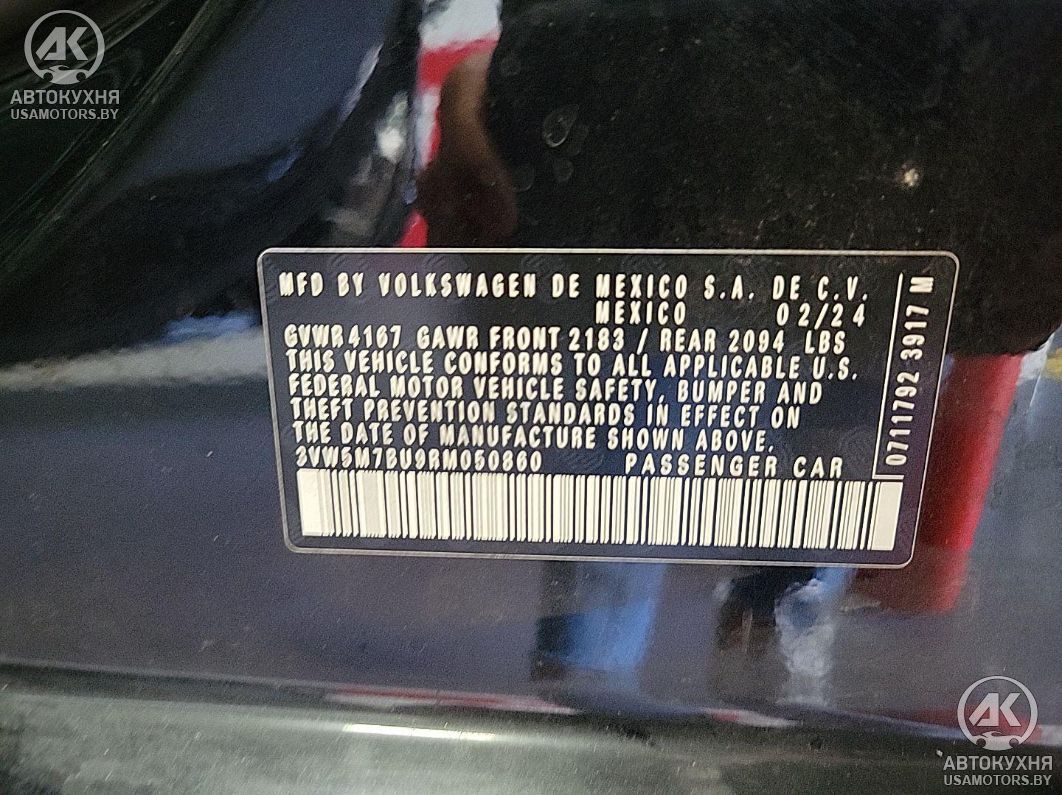 АК
АВТОКУХНЯ
USAMOTORS.BY
MFD BY VOLKSWAGEN DE MEXICO S.A. DE C.V.
MEXICO 02/24
GVWR 4167 GAWR FRONT 2183 / REAR 2094 LBS
THIS VEHICLE CONFORMS TO ALL APPLICABLE U.S.
FEDERAL MOTOR VEHICLE SAFETY, BUMPER AND
THEFT PREVENTION STANDARDS IN EFFECT ON
THE DATE OF MANUFACTURE SHOWN ABOVE.
3VW5M7BU9RM050860 PASSENGER CAR
0711792 3917 M
АК
АВТОКУХНЯ
USAMOTORS.BY